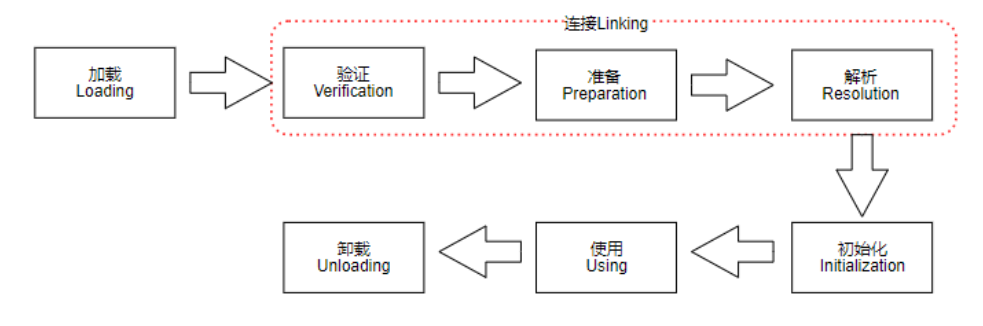 连接Linking
加载
Loading
验证
Verification
准备
Preparation
解析
Resolution
卸载
Unloading
使用
Using
初始化
Initialization